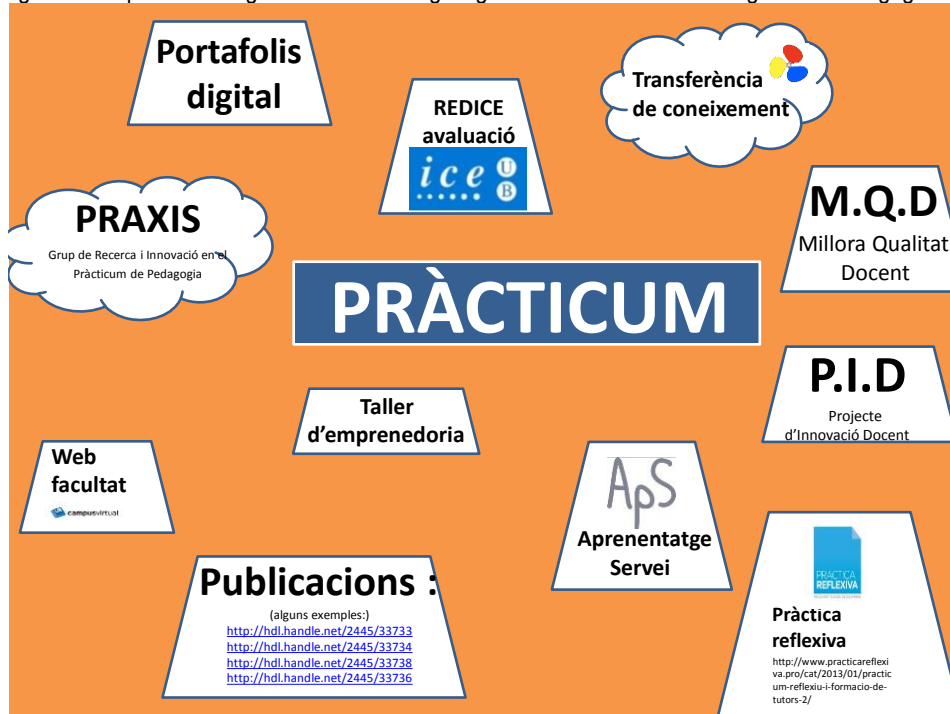 Portafolis
digital
REDICE
avaluació
ice UB
Transferència
de coneixement
PRAXIS
Grup de Recerca i Innovació en el
Pràcticum de Pedagogia
M.Q.D
Millora Qualitat
Docent
PRÀCTICUM
P.I.D
Projecte
d'Innovació Docent
Taller
d'emprenedoria
Web
facultat
campusvirtual
ApS
Aprenentatge
Servei
Publicacions :
(alguns exemples:)
http://hdl.handle.net/2445/33733
http://hdl.handle.net/2445/33734
http://hdl.handle.net/2445/33738
http://hdl.handle.net/2445/33736
PRÀCTICA
REFLEXIVA
Pràctica
reflexiva
http://www.practicareflexi
va.pro/cat/2013/01/practic
um-reflexiu-i-formacio-de-
tutors-2/